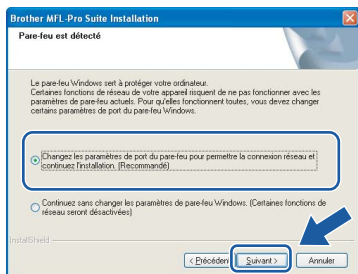 Brother MFL-Pro Suite Installation
Pare-feu est détecté
Le pare-feu Windows sert à protéger votre ordinateur.
Certaines fonctions de réseau de votre appareil risquent de ne pas fonctionner avec les
paramètres de pare-feu actuels. Pour qu'elles fonctionnent toutes, vous devez changer
certains paramètres de port du pare-feu Windows.
Changez les paramètres de port du pare-feu pour permettre la connexion réseau et
continuez l'installation. (Recommandé)
Continuez sans changer les paramètres de pare-feu Windows. (Certaines fonctions de
réseau seront désactivées)
InstallShield
< Précédent
Suivant >
Annuler